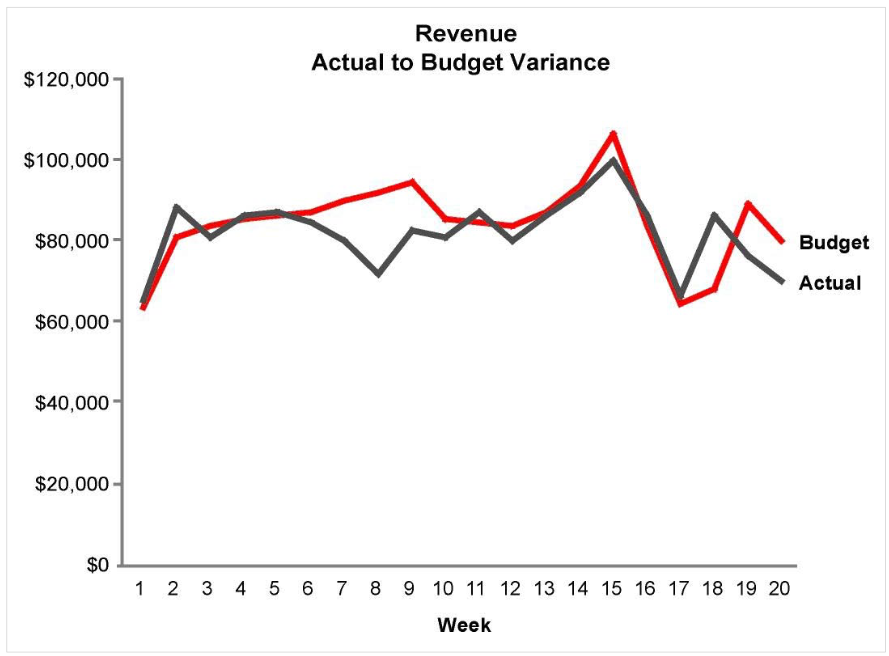 Revenue
Actual to Budget Variance
$120,000
$100,000
$80,000
$60,000
$40,000
$20,000
$0
Budget
Actual
1 2 3 4 5 6 7 8 9 10 11 12 13 14 15 16 17 18 19 20
Week